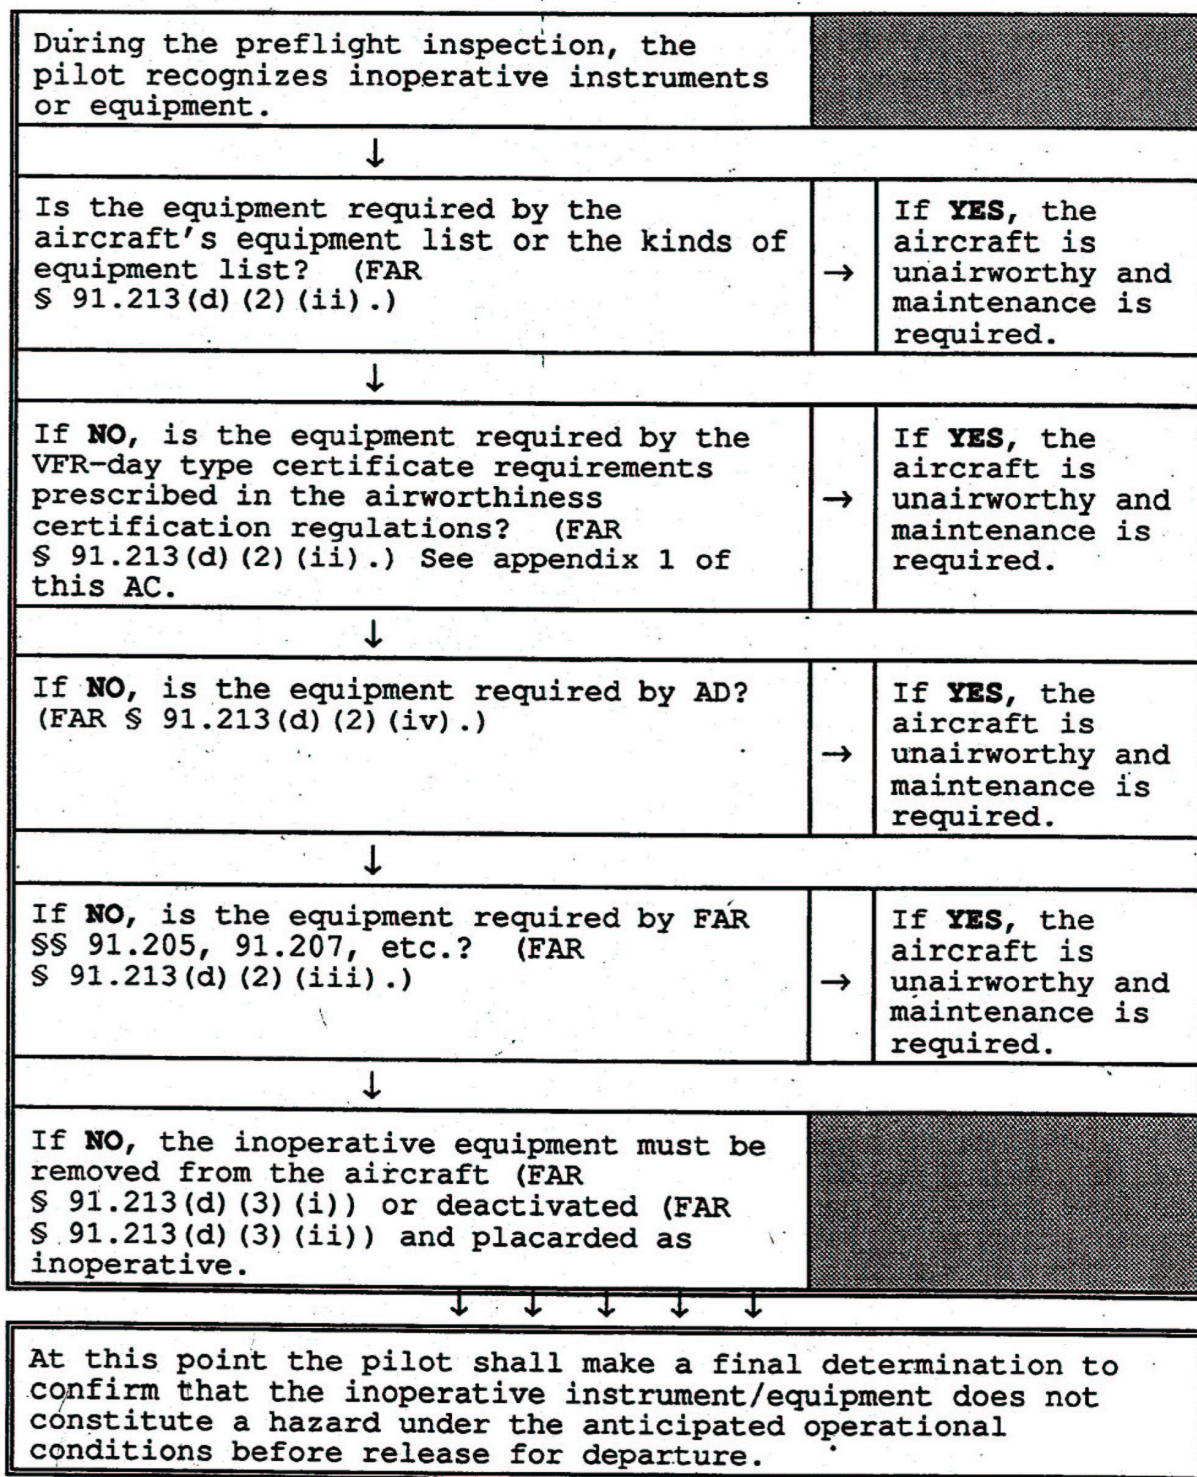 During the preflight inspection, the
pilot recognizes inoperative instruments
or equipment.
↓
Is the equipment required by the
aircraft's equipment list or the kinds of
equipment list? (FAR
§ 91.213(d)(2)(ii).)
→
If YES, the
aircraft is
unairworthy and
maintenance is
required.
↓
If NO, is the equipment required by the
VFR-day type certificate requirements
prescribed in the airworthiness
certification regulations? (FAR
§ 91.213(d)(2)(ii).) See appendix 1 of
this AC.
→
If YES, the
aircraft is
unairworthy and
maintenance is
required.
↓
If NO, is the equipment required by AD?
(FAR § 91.213(d)(2)(iv).)
→
If YES, the
aircraft is
unairworthy and
maintenance is
required.
↓
If NO, is the equipment required by FAR
§§ 91.205, 91.207, etc.? (FAR
§ 91.213(d)(2)(iii).)
→
If YES, the
aircraft is
unairworthy and
maintenance is
required.
↓
If NO, the inoperative equipment must be
removed from the aircraft (FAR
§ 91.213(d)(3)(i)) or deactivated (FAR
§ 91.213(d)(3)(ii)) and placarded as
inoperative.
↓ ↓ ↓ ↓ ↓
At this point the pilot shall make a final determination to
confirm that the inoperative instrument/equipment does not
constitute a hazard under the anticipated operational
conditions before release for departure.